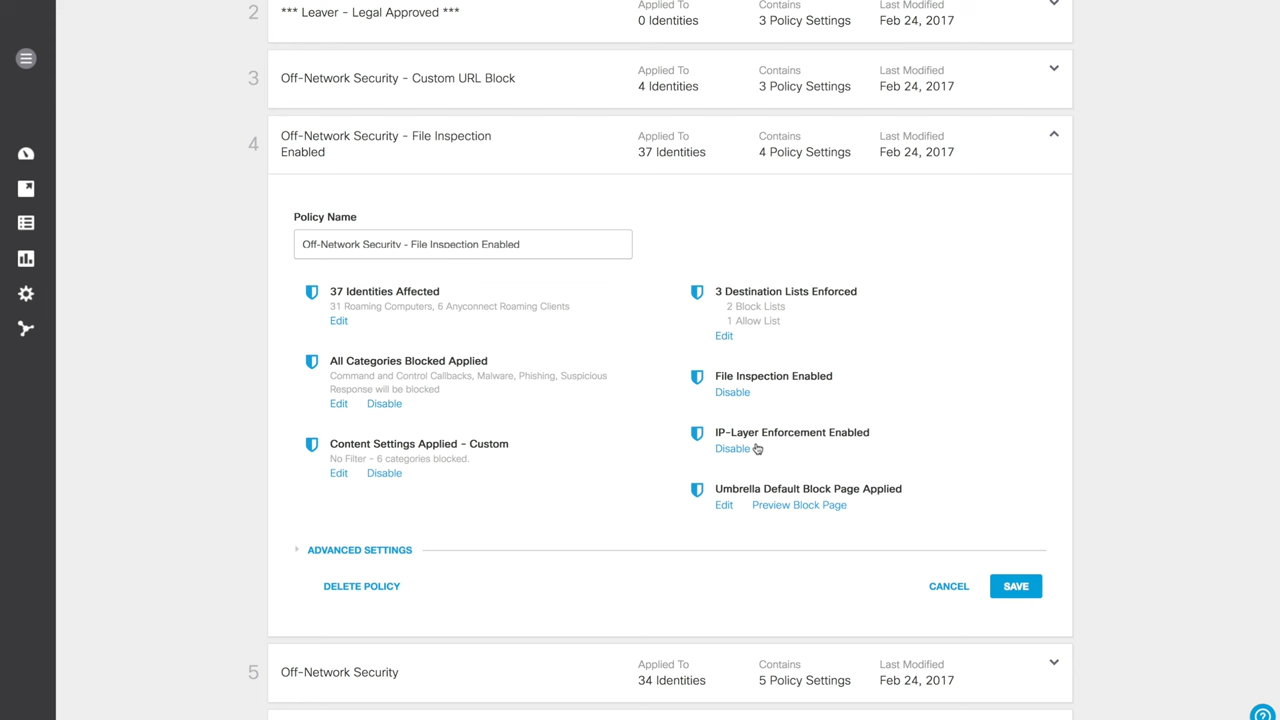 2
*** Leaver - Legal Approved ***
Applied To
0 Identities
Contains
3 Policy Settings
Last Modified
Feb 24, 2017
3
Off-Network Security - Custom URL Block
Applied To
4 Identities
Contains
3 Policy Settings
Last Modified
Feb 24, 2017
4
Off-Network Security - File Inspection
Enabled
Applied To
37 Identities
Contains
4 Policy Settings
Last Modified
Feb 24, 2017
Policy Name
Off-Network Security - File Inspection Enabled
37 Identities Affected
31 Roaming Computers, 6 Anyconnect Roaming Clients
Edit
All Categories Blocked Applied
Command and Control Callbacks, Malware, Phishing, Suspicious
Response will be blocked
Edit Disable
Content Settings Applied - Custom
No Filter - 6 categories blocked.
Edit Disable
3 Destination Lists Enforced
2 Block Lists
1 Allow List
Edit
File Inspection Enabled
Disable
IP-Layer Enforcement Enabled
Disable
Umbrella Default Block Page Applied
Edit Preview Block Page
ADVANCED SETTINGS
DELETE POLICY
CANCEL
SAVE
5
Off-Network Security
Applied To
34 Identities
Contains
5 Policy Settings
Last Modified
Feb 24, 2017
?